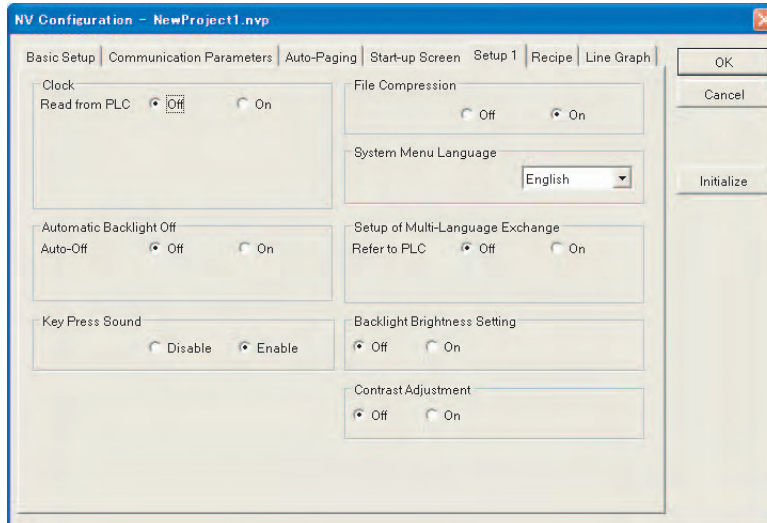 NV Configuration - NewProject1.nvp
Basic Setup Communication Parameters Auto-Paging Start-up Screen Setup 1 Recipe Line Graph
OK
Cancel
Initialize
Clock
Read from PLC Off On
File Compression
Off On
System Menu Language
English
Automatic Backlight Off
Auto-Off Off On
Setup of Multi-Language Exchange
Refer to PLC Off On
Key Press Sound
Disable Enable
Backlight Brightness Setting
Off On
Contrast Adjustment
Off On